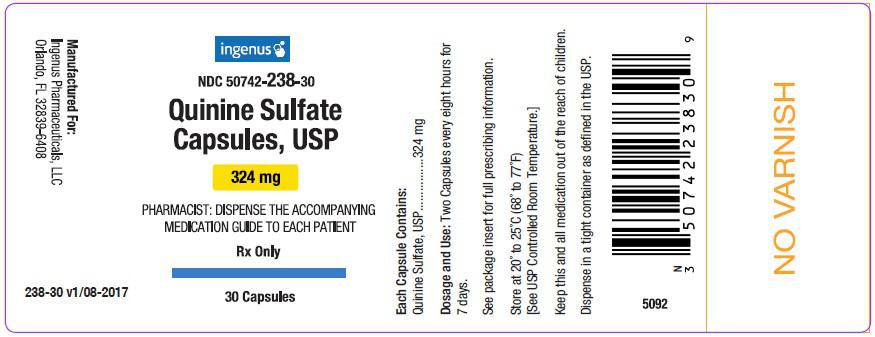 Manufactured For:
Ingenus Pharmaceuticals, LLC
Orlando, FL 32839-6408
ingenus
NDC 50742-238-30
Quinine Sulfate
Capsules, USP
324 mg
PHARMACIST: DISPENSE THE ACCOMPANYING
MEDICATION GUIDE TO EACH PATIENT
Rx Only
30 Capsules
238-30 v1/08-2017
Each Capsule Contains:
Quinine Sulfate, USP ................324 mg
Dosage and Use: Two Capsules every eight hours for
7 days.
See package insert for full prescribing information.
Store at 20° to 25°C (68° to 77°F)
[See USP Controlled Room Temperature.]
Keep this and all medication out of the reach of children.
Dispense in a tight container as defined in the USP.
N
3 50742 23830 9
5092
NO VARNISH